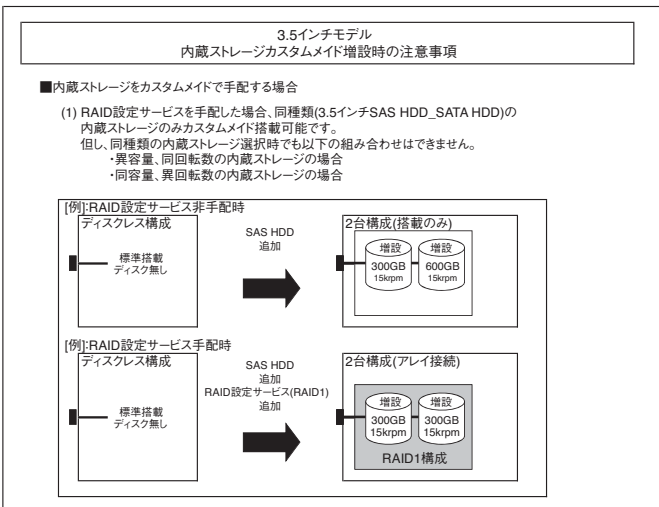 3.5インチモデル
内蔵ストレージカスタムメイド増設時の注意事項
■内蔵ストレージをカスタムメイドで手配する場合
(1) RAID設定サービスを手配した場合、同種類(3.5インチSAS HDD_SATA HDD)の
内蔵ストレージのみカスタムメイド搭載可能です。
但し、同種類の内蔵ストレージ選択時でも以下の組み合わせはできません。
・異容量、同回転数の内蔵ストレージの場合
・同容量、異回転数の内蔵ストレージの場合
[例]:RAID設定サービス非手配時
ディスクレス構成
標準搭載
ディスク無し
SAS HDD
追加
2台構成(搭載のみ)
増設
300GB
15krpm
増設
600GB
15krpm
[例]:RAID設定サービス手配時
ディスクレス構成
標準搭載
ディスク無し
SAS HDD
追加
RAID設定サービス(RAID1)
追加
2台構成(アレイ接続)
増設
300GB
15krpm
増設
300GB
15krpm
RAID1構成